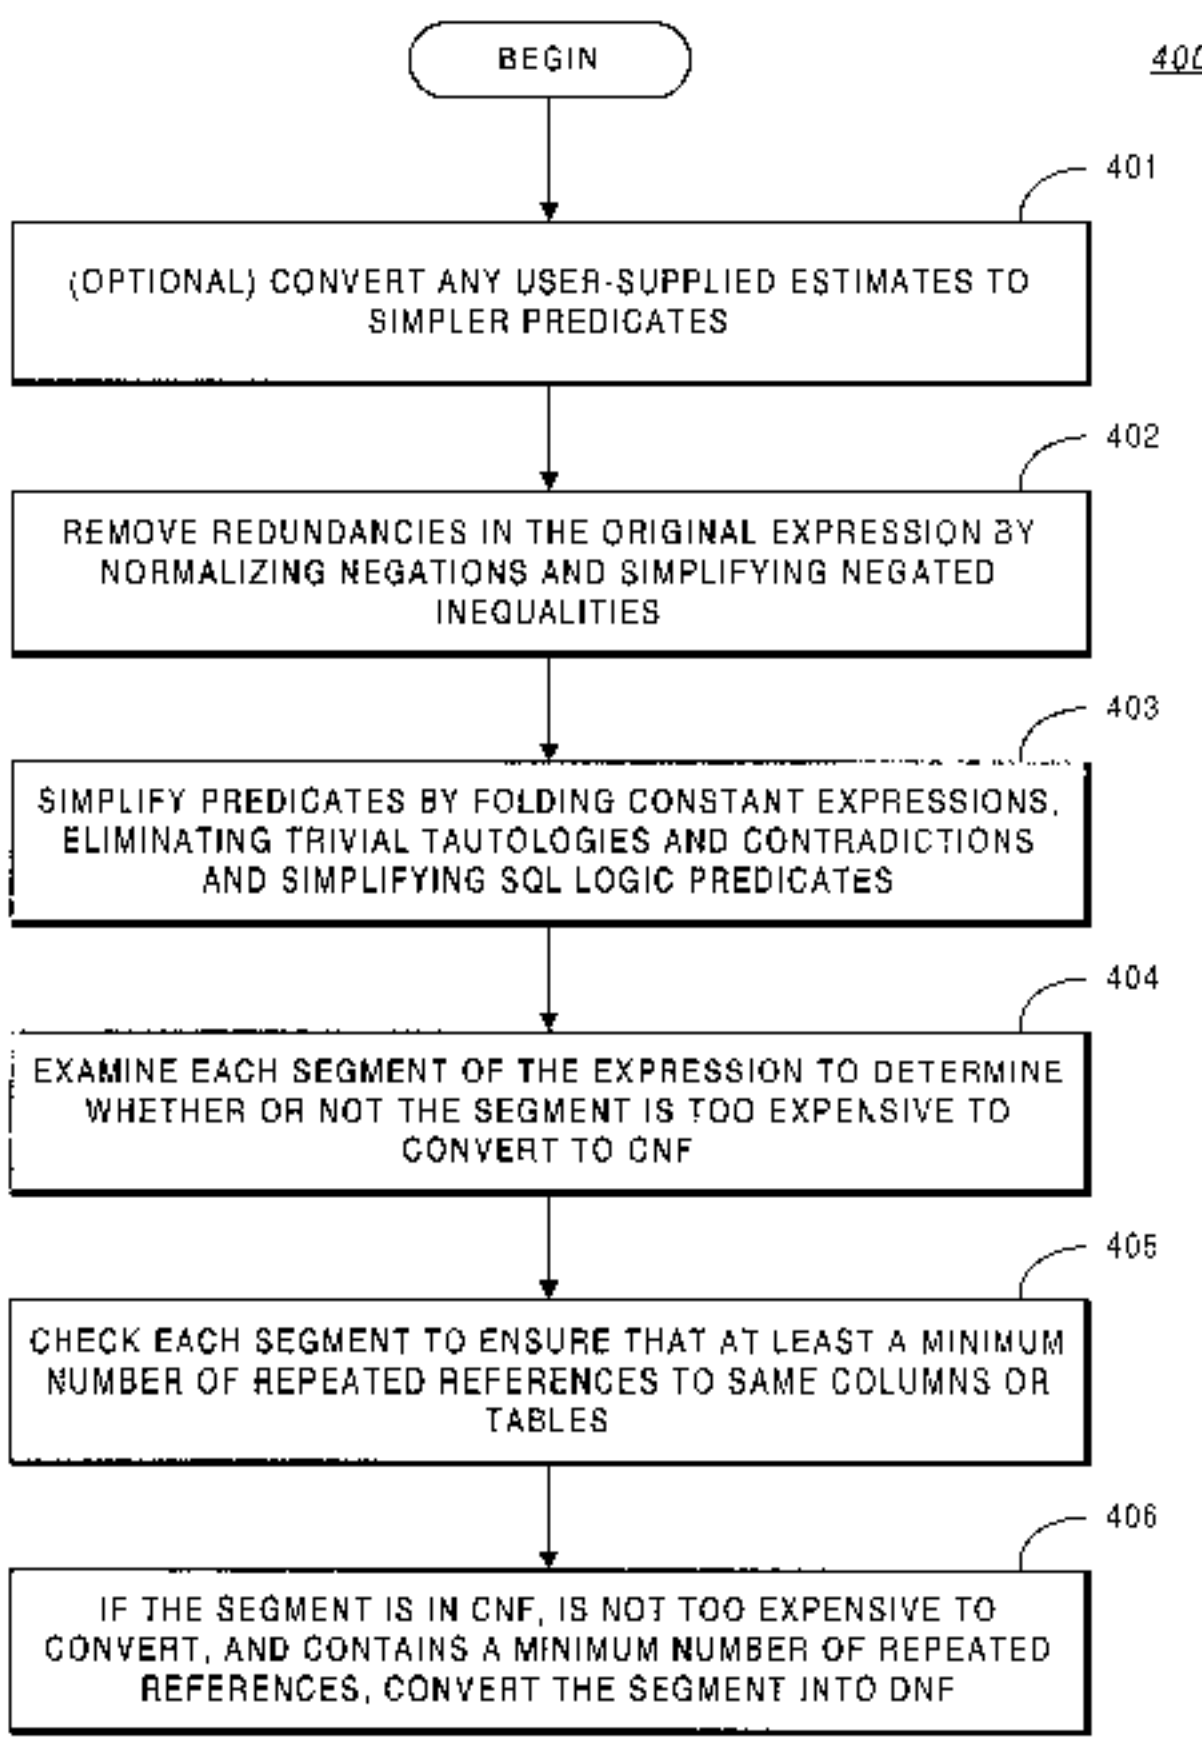 BEGIN
400
401
(OPTIONAL) CONVERT ANY USER-SUPPLIED ESTIMATES TO
SIMPLER PREDICATES
402
REMOVE REDUNDANCIES IN THE ORIGINAL EXPRESSION BY
NORMALIZING NEGATIONS AND SIMPLIFYING NEGATED
INEQUALITIES
403
SIMPLIFY PREDICATES BY FOLDING CONSTANT EXPRESSIONS,
ELIMINATING TRIVIAL TAUTOLOGIES AND CONTRADICTIONS
AND SIMPLIFYING SQL LOGIC PREDICATES
404
EXAMINE EACH SEGMENT OF THE EXPRESSION TO DETERMINE
WHETHER OR NOT THE SEGMENT IS TOO EXPENSIVE TO
CONVERT TO CNF
405
CHECK EACH SEGMENT TO ENSURE THAT AT LEAST A MINIMUM
NUMBER OF REPEATED REFERENCES TO SAME COLUMNS OR
TABLES
406
IF THE SEGMENT IS IN CNF, IS NOT TOO EXPENSIVE TO
CONVERT, AND CONTAINS A MINIMUM NUMBER OF REPEATED
REFERENCES, CONVERT THE SEGMENT INTO DNF